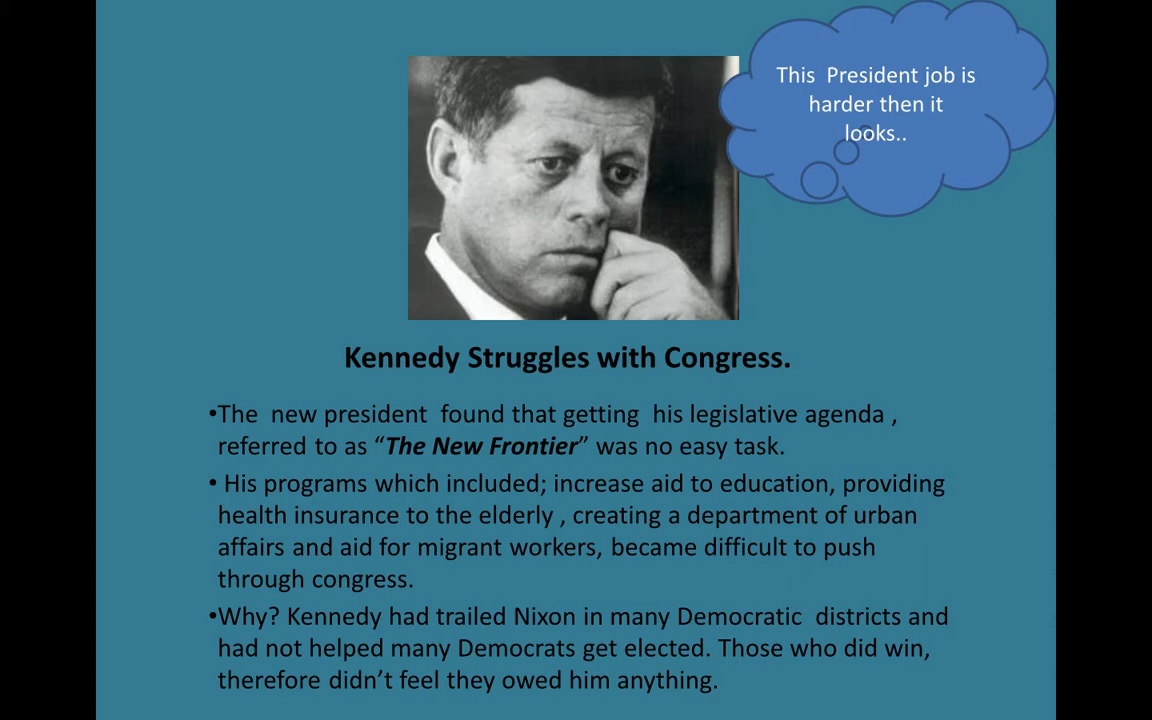 This President job is
harder then it
looks..
Kennedy Struggles with Congress.
•The new president found that getting his legislative agenda ,
referred to as “The New Frontier” was no easy task.
• His programs which included; increase aid to education, providing
health insurance to the elderly , creating a department of urban
affairs and aid for migrant workers, became difficult to push
through congress.
•Why? Kennedy had trailed Nixon in many Democratic districts and
had not helped many Democrats get elected. Those who did win,
therefore didn’t feel they owed him anything.